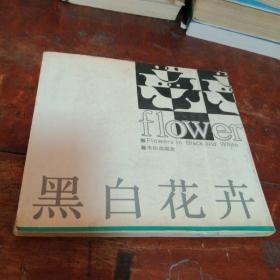 flower
■Flowers in Black and White
黑白花卉